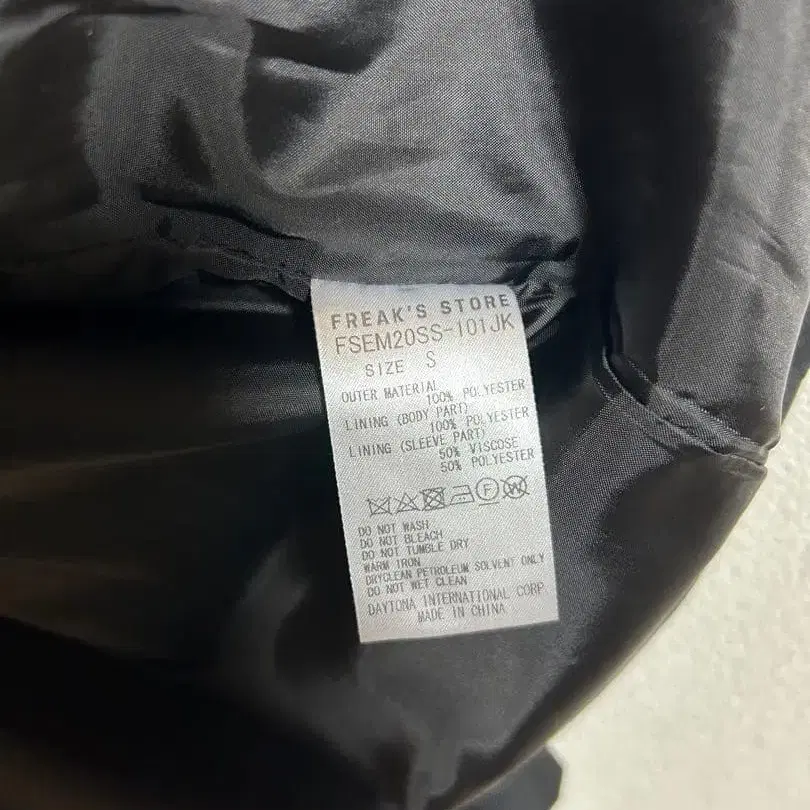 FREAK'S STORE
FSEM20SS-101JK
SIZE S
OUTER MATERIAL
100% POLYESTER
LINING (BODY PART)
100% POLYESTER
LINING (SLEEVE PART)
50% VISCOSE
50% POLYESTER
F W
DO NOT WASH
DO NOT BLEACH
DO NOT TUMBLE DRY
WARM IRON
DRYCLEAN PETROLEUM SOLVENT ONLY
DO NOT WET CLEAN
DAYTONA INTERNATIONAL CORP.
MADE IN CHINA